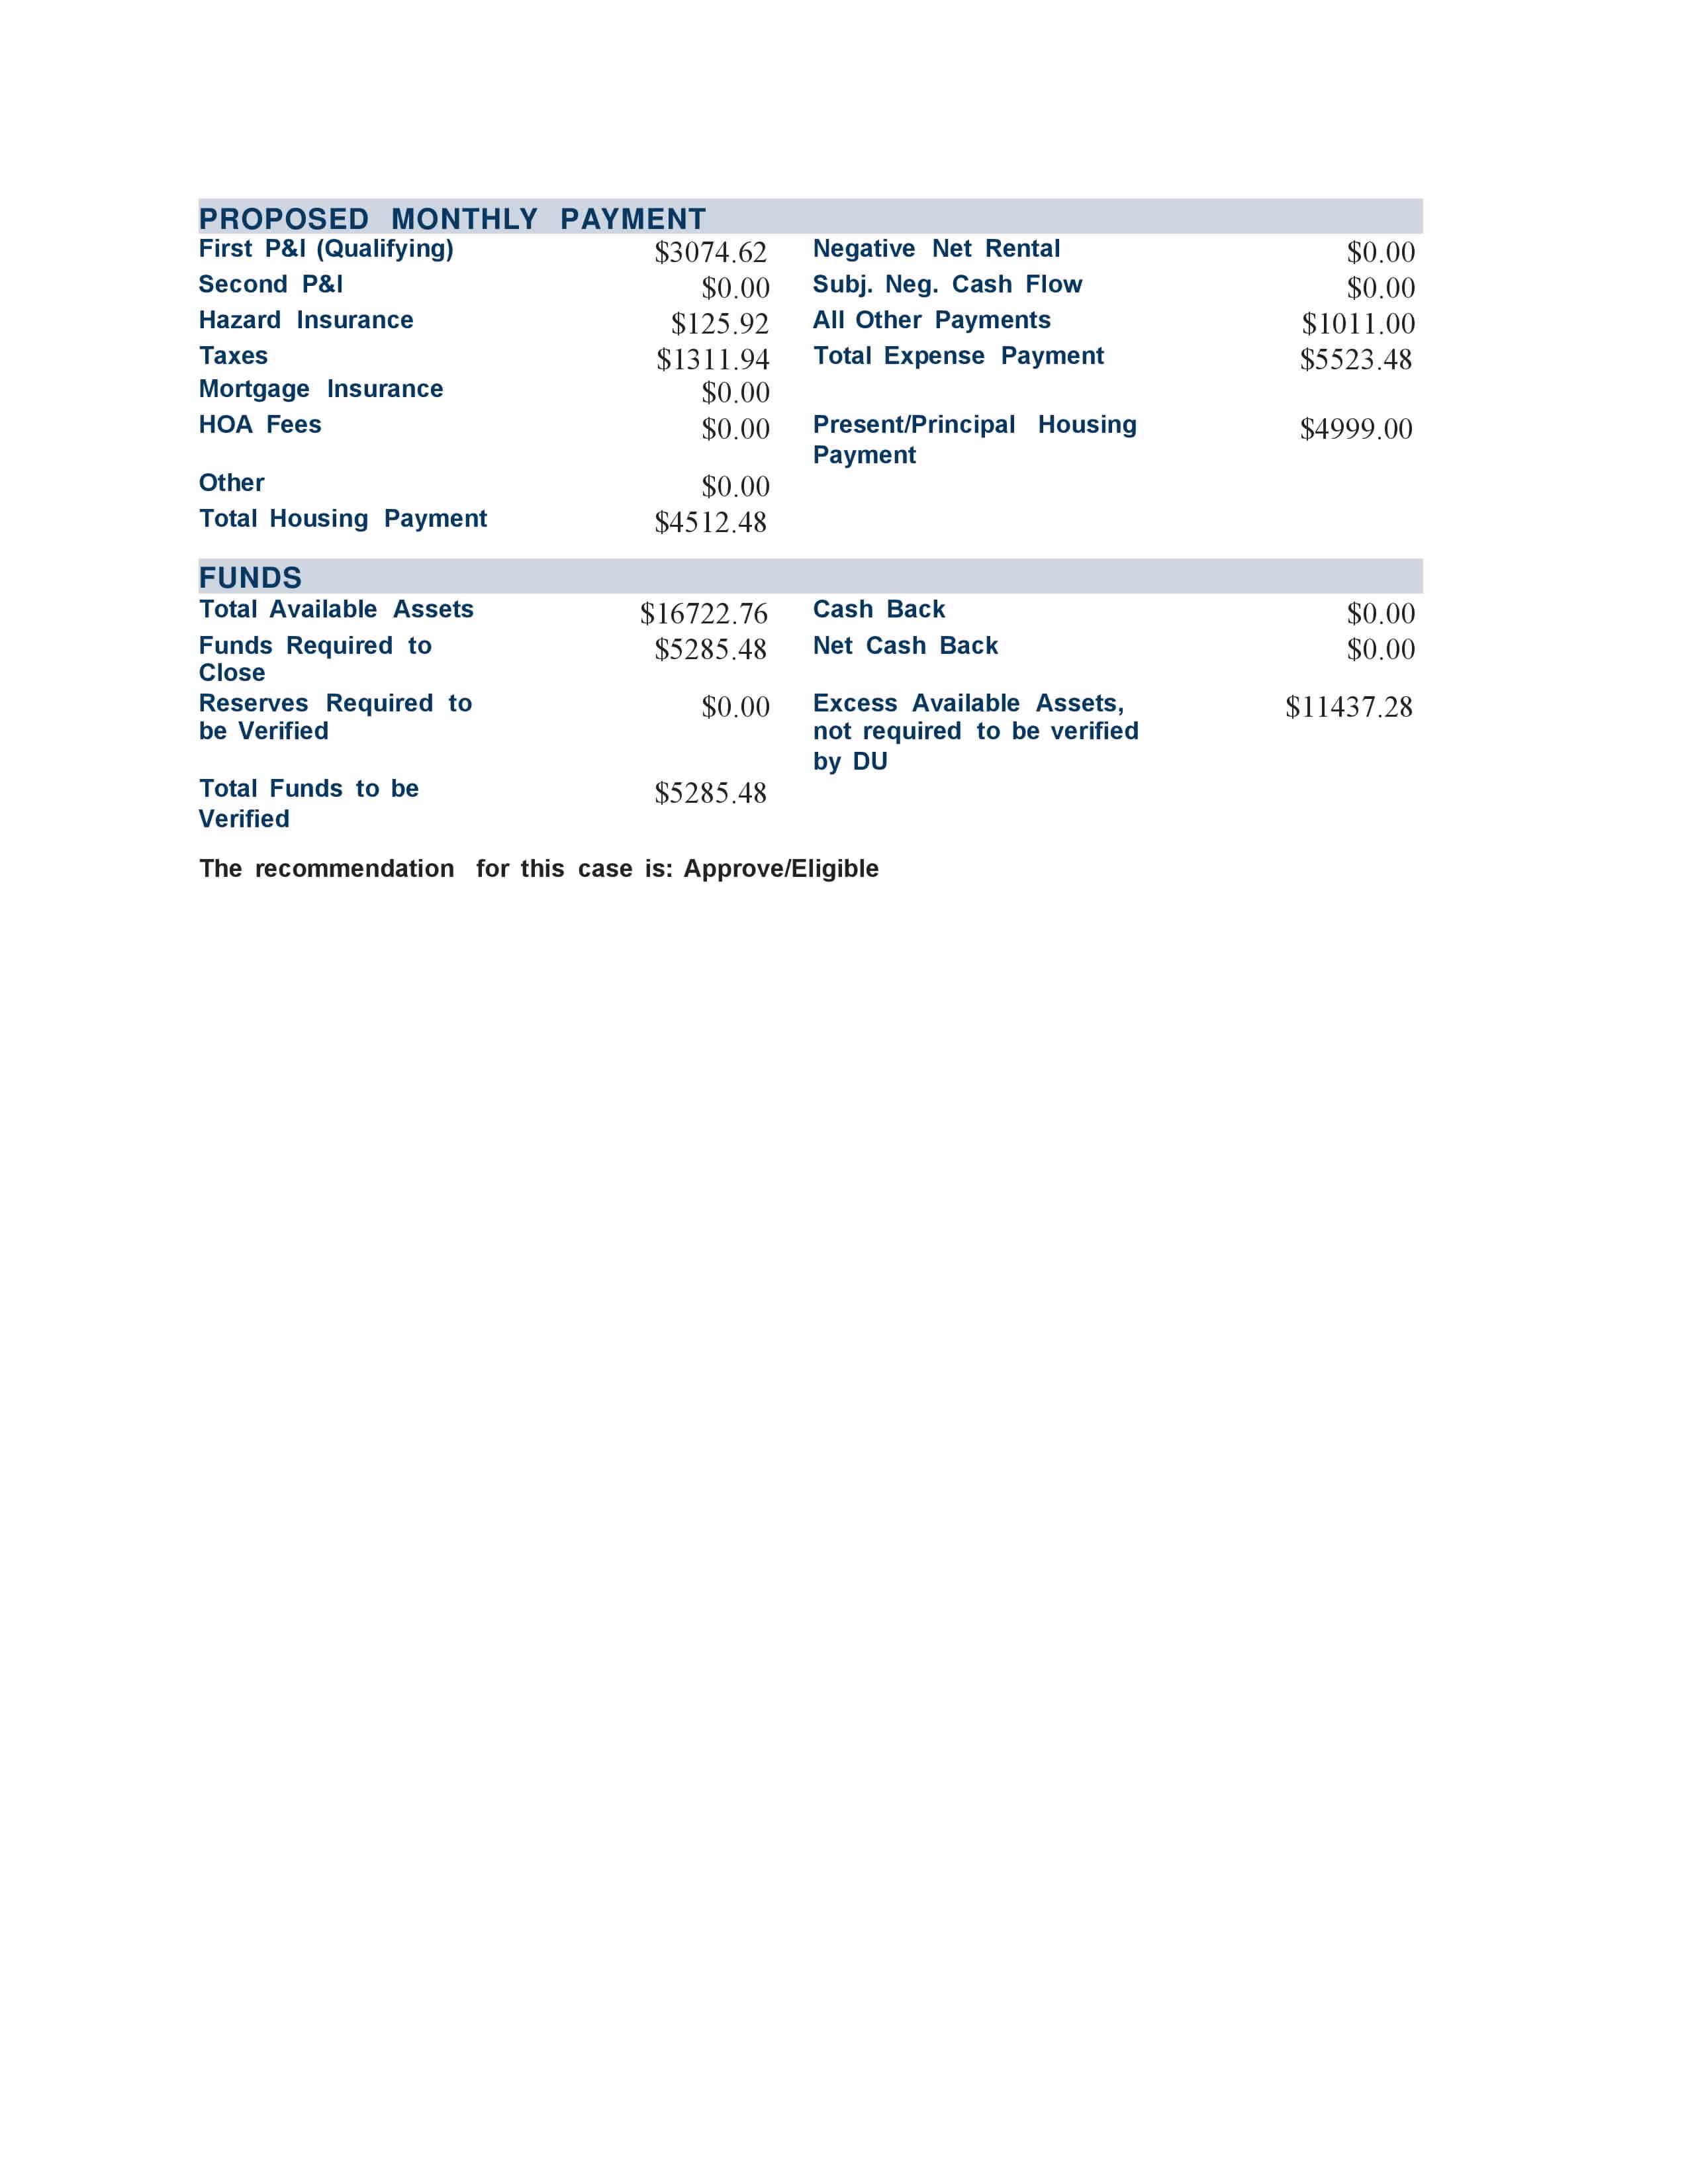 PROPOSED MONTHLY PAYMENT
First P&I (Qualifying) $3074.62 Negative Net Rental $0.00
Second P&I $0.00 Subj. Neg. Cash Flow $0.00
Hazard Insurance $125.92 All Other Payments $1011.00
Taxes $1311.94 Total Expense Payment $5523.48
Mortgage Insurance $0.00
HOA Fees $0.00 Present/Principal Housing $4999.00
Payment
Other $0.00
Total Housing Payment $4512.48
FUNDS
Total Available Assets $16722.76 Cash Back $0.00
Funds Required to $5285.48 Net Cash Back $0.00
Close
Reserves Required to $0.00 Excess Available Assets, $11437.28
be Verified not required to be verified
by DU
Total Funds to be $5285.48
Verified
The recommendation for this case is: Approve/Eligible